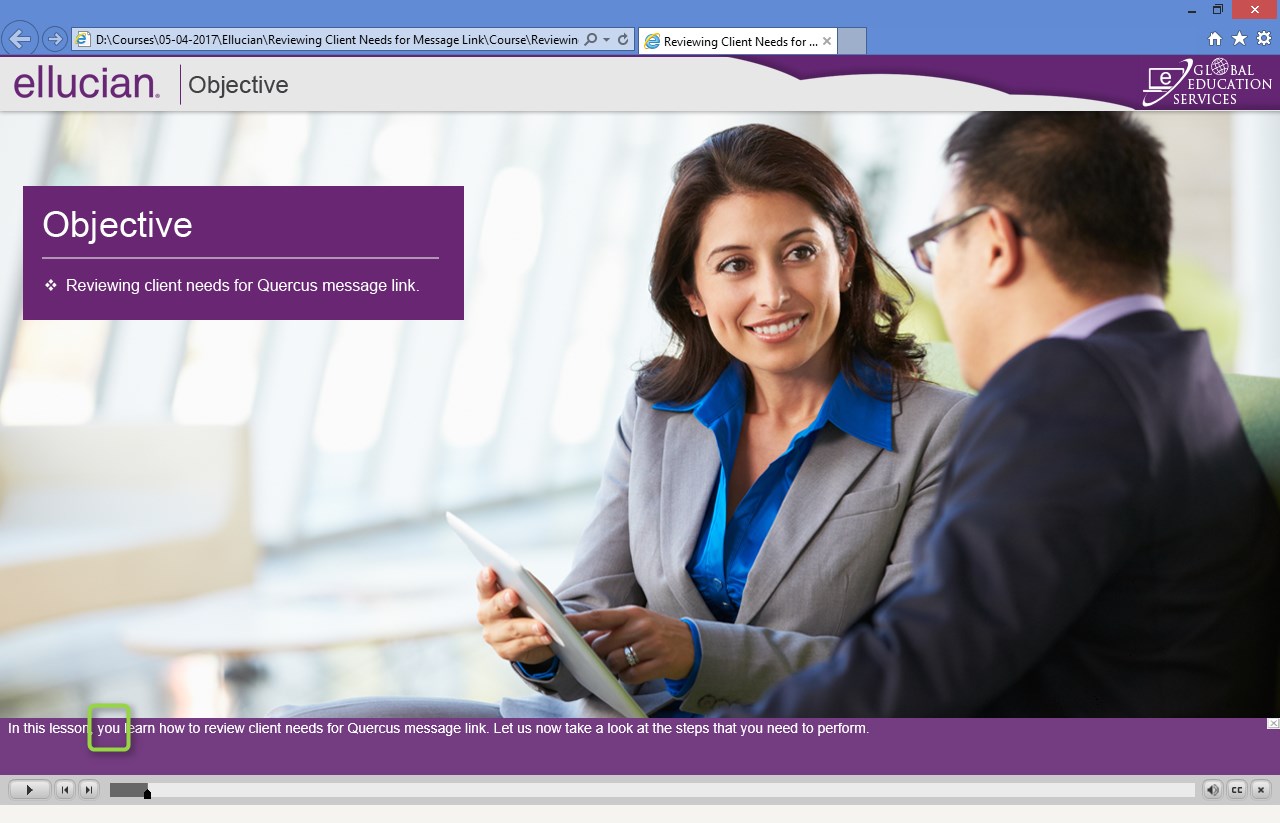 D:\Courses\05-04-2017\Ellucian\Reviewing Client Needs for Message Link\Course\Reviewin
Reviewing Client Needs for ...
ellucian.
Objective
GLOBAL
EDUCATION
SERVICES
Objective
❖ Reviewing client needs for Quercus message link.
In this lesson, you learn how to review client needs for Quercus message link. Let us now take a look at the steps that you need to perform.
CC